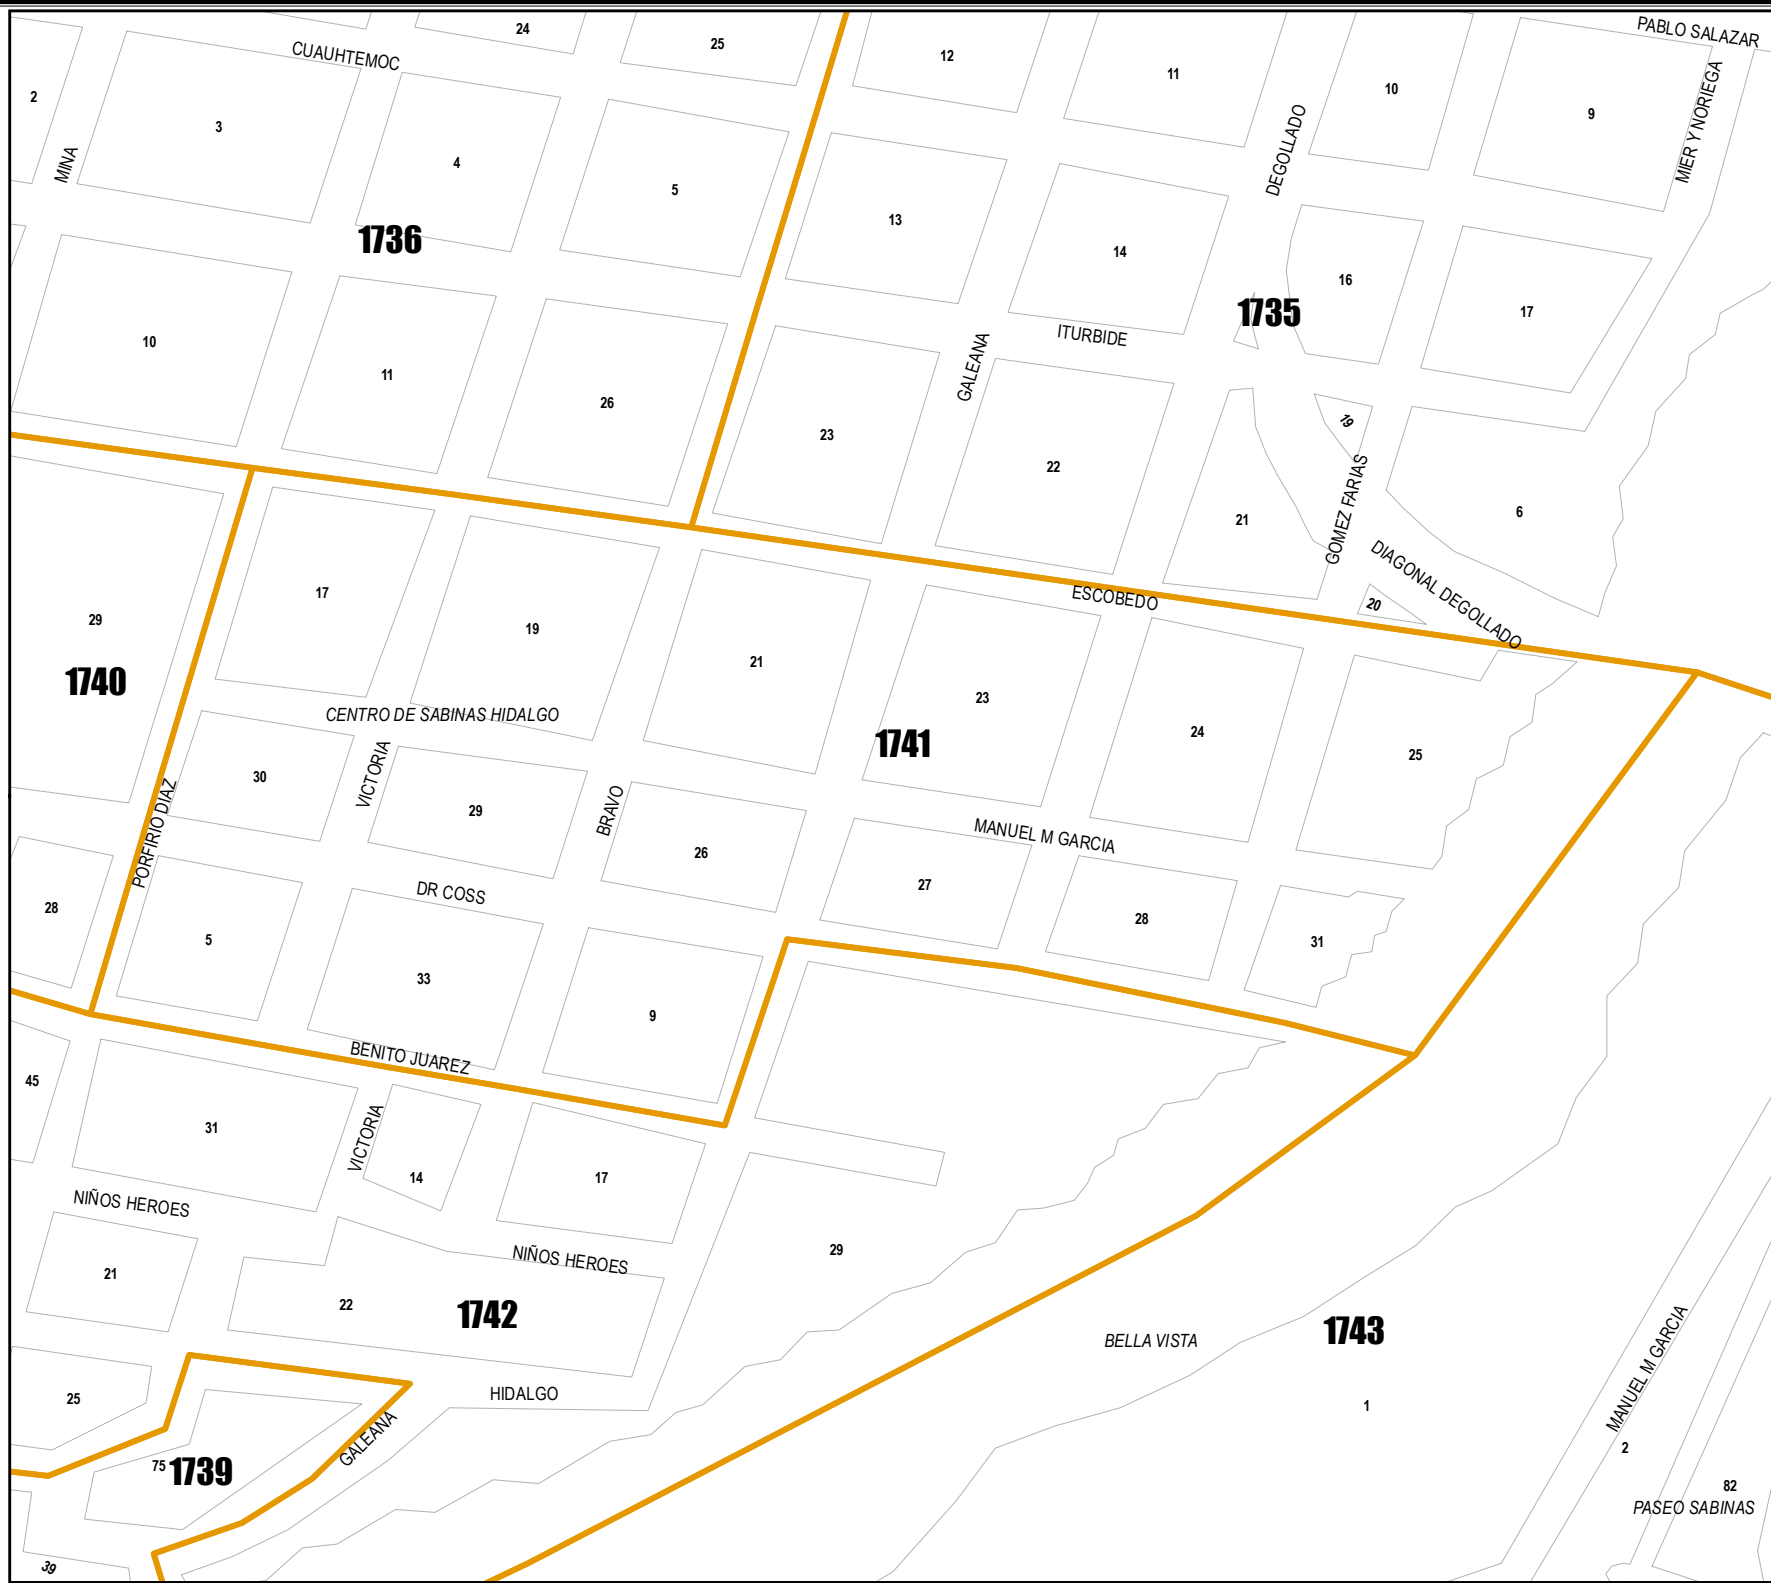 24
25
12
11
10
9
PABLO SALAZAR
CUAUHTEMOC
MIER Y NORIEGA
2
3
4
5
MINA
DEGOLLADO
13
14
16
17
1736
1735
ITURBIDE
GALEANA
10
11
26
23
22
21
19
6
GOMEZ FARIAS
DIAGONAL DEGOLLADO
20
ESCOBEDO
29
17
19
21
23
24
25
1740
1741
CENTRO DE SABINAS HIDALGO
VICTORIA
PORFIRIO DIAZ
BRAVO
30
29
26
27
28
31
MANUEL M GARCIA
DR COSS
28
5
33
9
BENITO JUAREZ
45
31
VICTORIA
14
17
NIÑOS HEROES
NIÑOS HEROES
29
21
22
1742
1743
BELLA VISTA
MANUEL M GARCIA
25
HIDALGO
GALEANA
1
2
75
1739
82
PASEO SABINAS
39